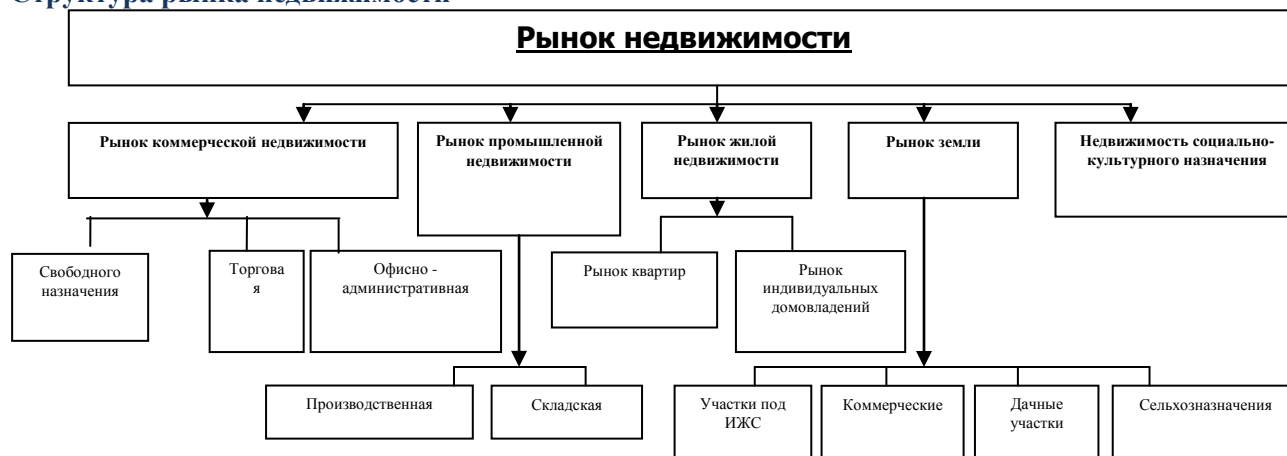 Структура рынка недвижимости
Рынок недвижимости
Рынок коммерческой недвижимости
Рынок промышленной
недвижимости
Рынок жилой
недвижимости
Рынок земли
Недвижимость социально-
культурного назначения
Свободного
назначения
Торгова
я
Офисно -
административная
Рынок квартир
Рынок
индивидуальных
домовладений
Производственная
Складская
Участки под
ИЖС
Коммерческие
Дачные
участки
Сельхозназначения